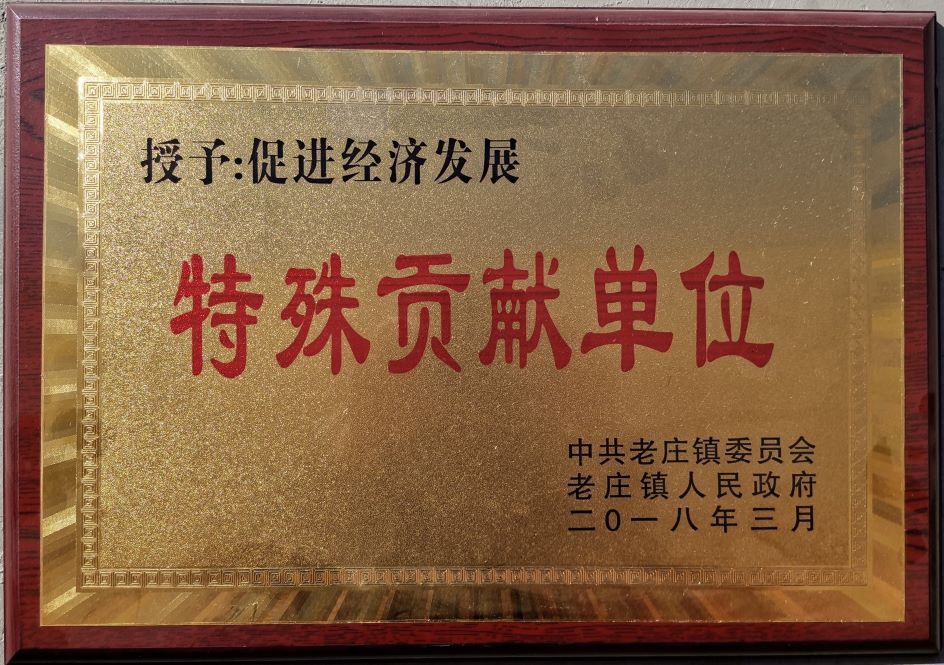 授予:促进经济发展
特殊贡献单位
中共老庄镇委员会
老庄镇人民政府
二0一八年三月